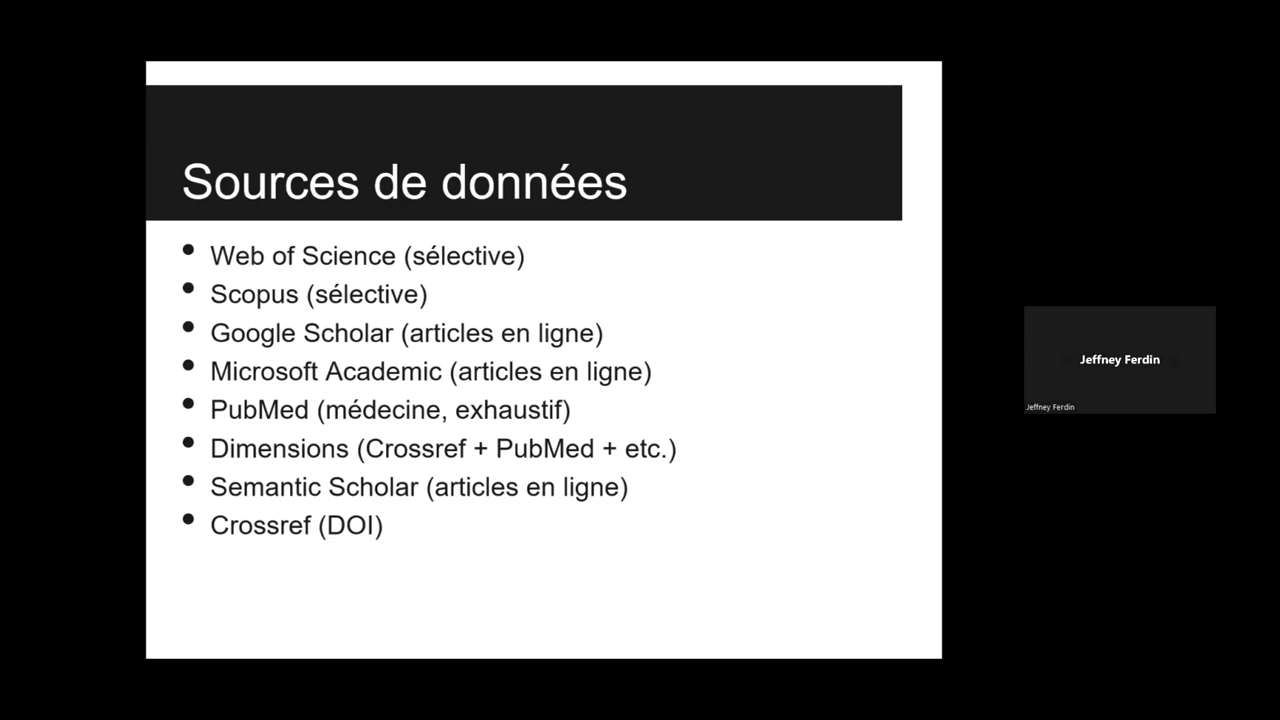 Sources de données
• Web of Science (sélective)
• Scopus (sélective)
• Google Scholar (articles en ligne)
• Microsoft Academic (articles en ligne)
• PubMed (médecine, exhaustif)
• Dimensions (Crossref + PubMed + etc.)
• Semantic Scholar (articles en ligne)
• Crossref (DOI)
Jeffney Ferdin
Jeffney Ferdin